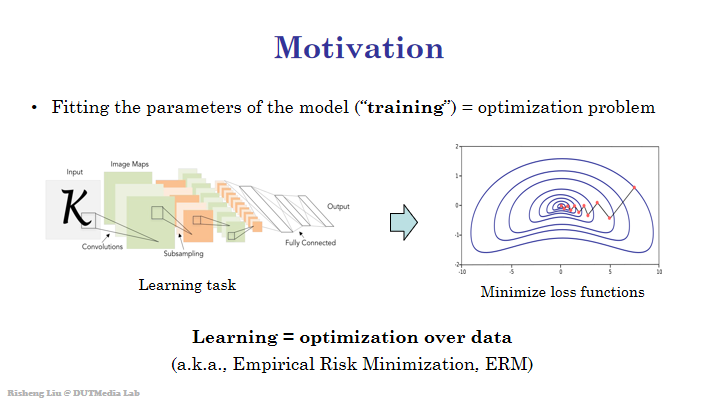 Motivation
• Fitting the parameters of the model (“training”) = optimization problem
Input
Image Maps
K
Output
Convolutions
Subsampling
Fully Connected
Learning task
2
1
0
-1
-2
-10
-5
0
5
10
Minimize loss functions
Learning = optimization over data
(a.k.a., Empirical Risk Minimization, ERM)
Risheng Liu @ DUTMedia Lab